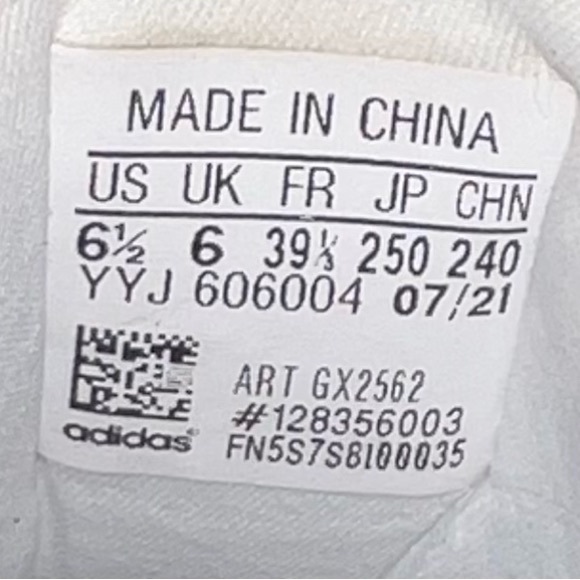 MADE IN CHINA
US UK FR JP CHN
6½ 6 39⅓ 250 240
YYJ 606004 07/21
ART GX2562
#128356003
adidas FN5S7S8100035